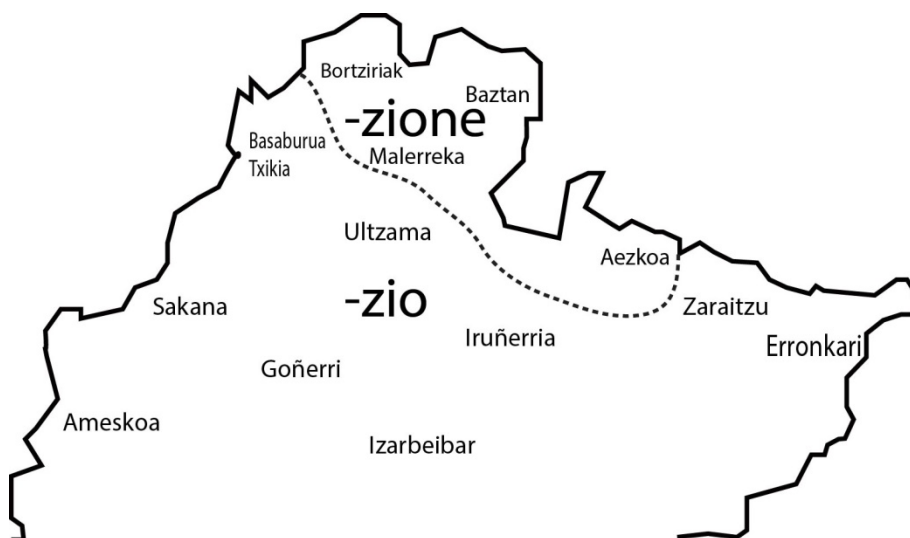 Bortziriak
Baztan
-zione
Basaburua
Txikia
Malerreka
Ultzama
Aezkoa
-zio
Sakana
Zaraitzu
Iruñerria
Erronkari
Goñerri
Ameskoa
Izarbeibar